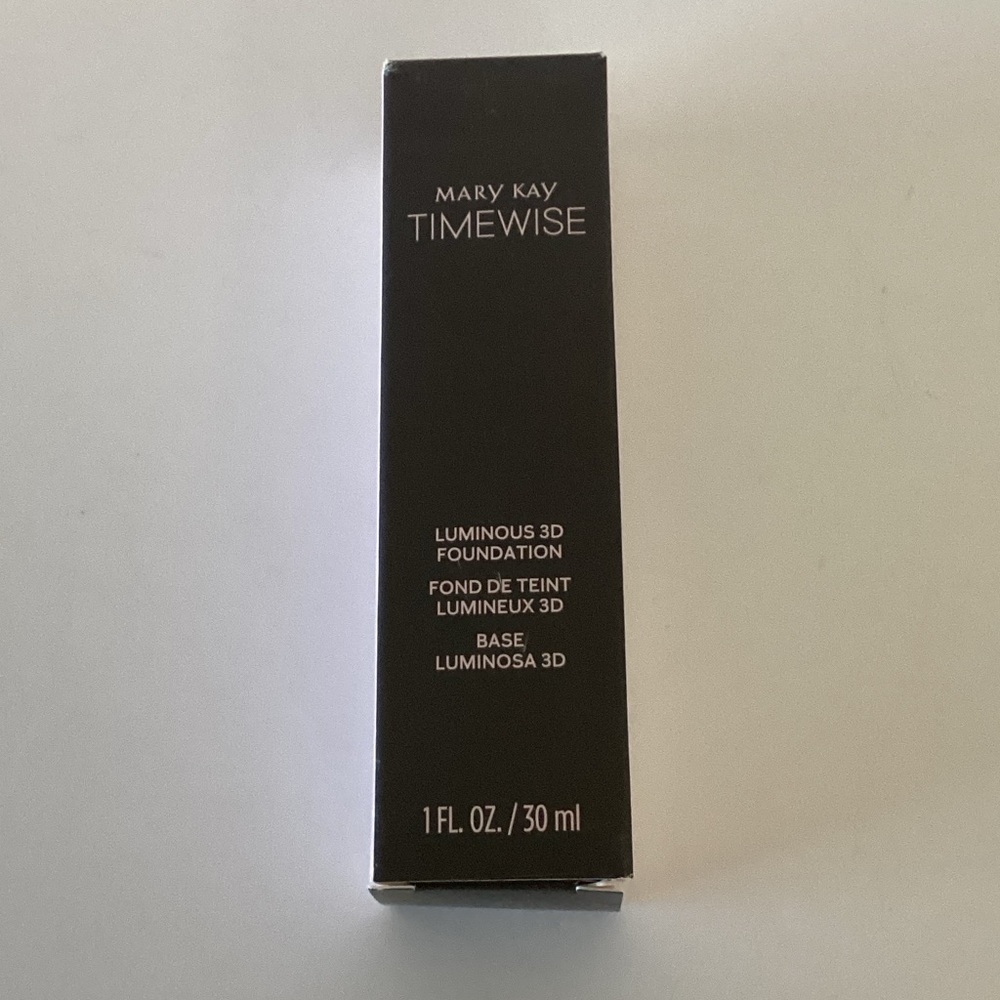 MARY KAY
TIMEWISE
LUMINOUS 3D
FOUNDATION
FOND DE TEINT
LUMINEUX 3D
BASE
LUMINOSA 3D
1 FL. OZ. / 30 ml